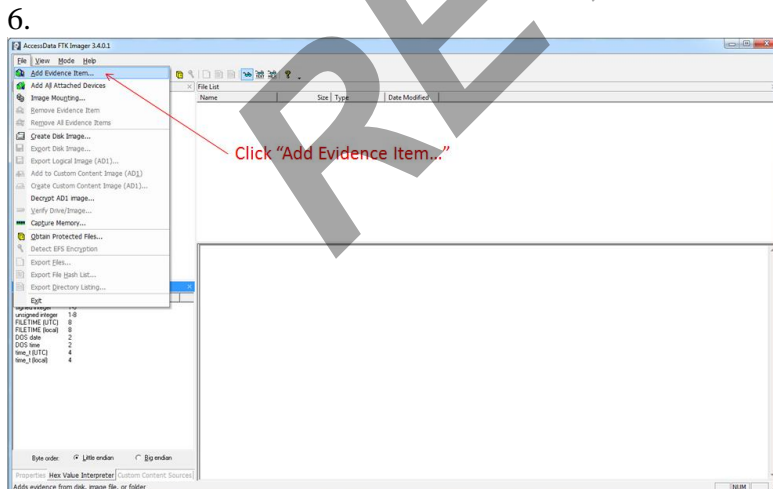 6.
AccessData FTK Imager 3.4.0.1
File View Mode Help
Add Evidence Item...
Add All Attached Devices
Image Mounting...
Remove Evidence Item
Remove All Evidence Items
Create Disk Image...
Export Disk Image...
Export Logical Image (AD1)...
Add to Custom Content Image (AD1)
Create Custom Content Image (AD1)...
Decrypt AD1 image...
Verify Drive/Image...
Capture Memory...
Obtain Protected Files...
Detect EFS Encryption
Export Files...
Export File Hash List...
Export Directory Listing...
Exit
File List
Name Size Type Date Modified
Click “Add Evidence Item...”
signed integer 1-8
unsigned integer 1-8
FILETIME (UTC) 8
FILETIME (local) 8
DOS date 2
DOS time 2
time_t (UTC) 4
time_t (local) 4
Byte order: Little endian Big endian
Properties Hex Value Interpreter Custom Content Sources
Adds evidence from disk, image file, or folder
NUM